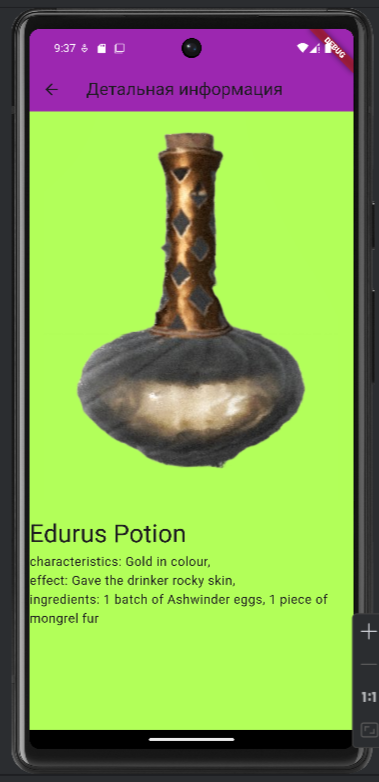 9:37
DEBUG
Детальная информация
Edurus Potion
characteristics: Gold in colour,
effect: Gave the drinker rocky skin,
ingredients: 1 batch of Ashwinder eggs, 1 piece of
mongrel fur
1:1